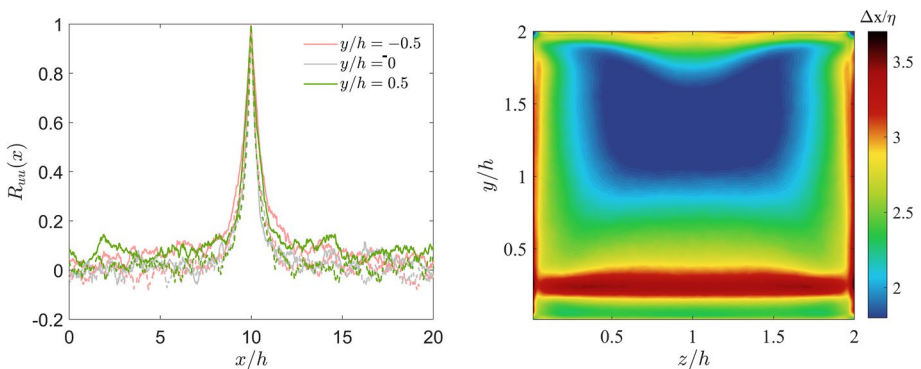 1
0.8
0.6
0.4
0.2
0
-0.2
R_uu(x)
y/h = −0.5
y/h = 0
y/h = 0.5
0 5 10 15 20
x/h
Δx/η
2
1.5
1
0.5
y/h
0.5 1 1.5 2
z/h
3.5
3
2.5
2